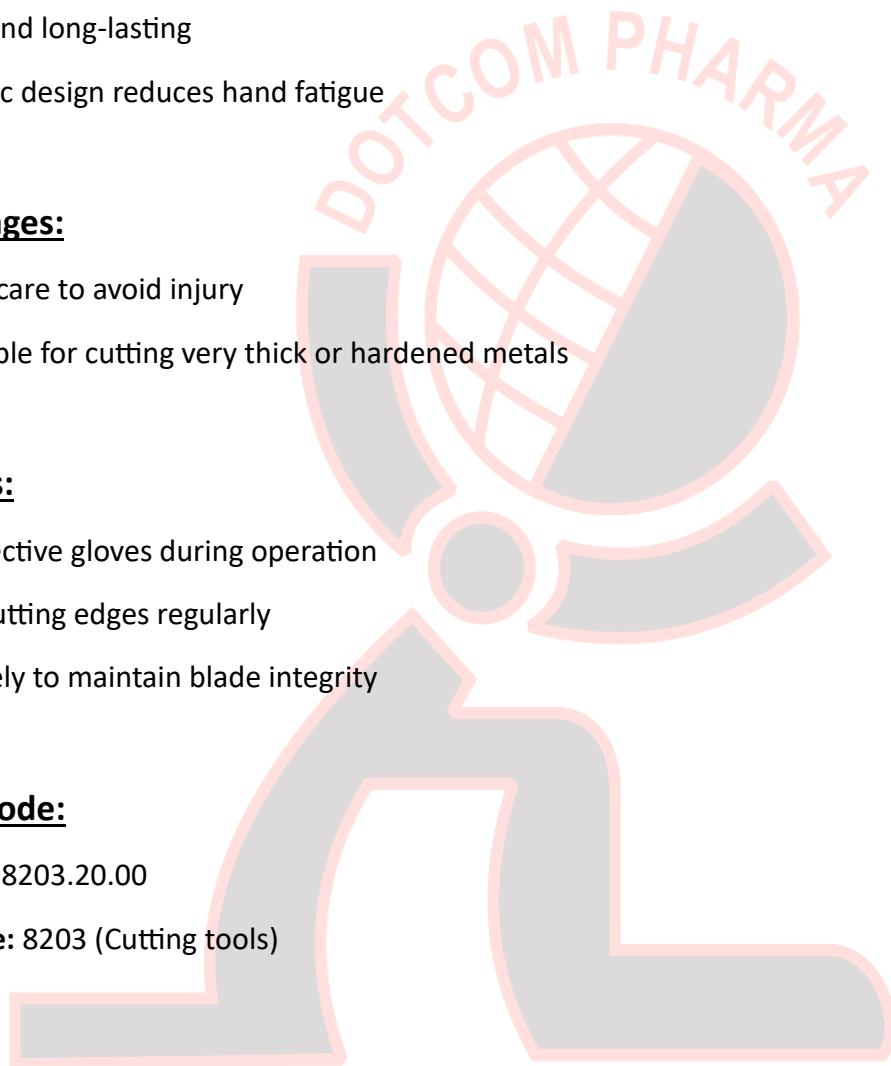 DOTCOM PHARMA
nd long-lasting
c design reduces hand fatigue
ges:
care to avoid injury
ble for cutting very thick or hardened metals
s:
ective gloves during operation
utting edges regularly
ely to maintain blade integrity
ode:
8203.20.00
e: 8203 (Cutting tools)